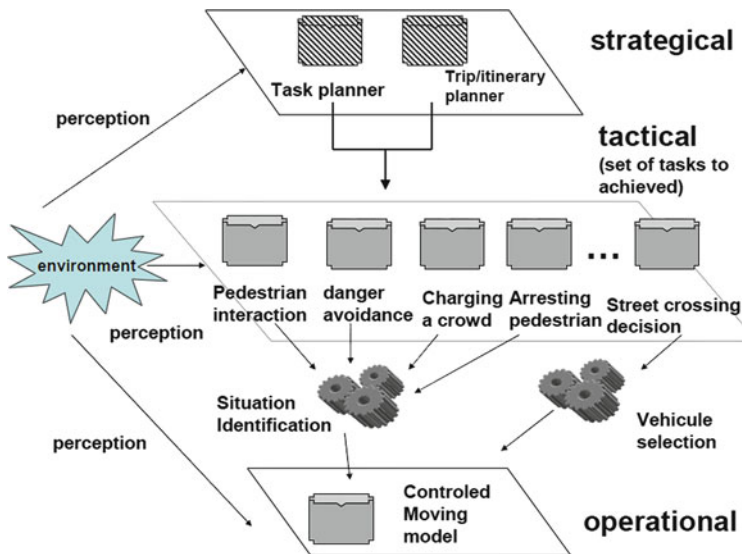 strategical
Task planner
Trip/itinerary
planner
perception
tactical
(set of tasks to
achieved)
environment
...
Pedestrian
interaction
danger
avoidance
Charging
a crowd
Arresting
pedestrian
Street crossing
decision
perception
Situation
Identification
Vehicule
selection
perception
Controled
Moving
model
operational